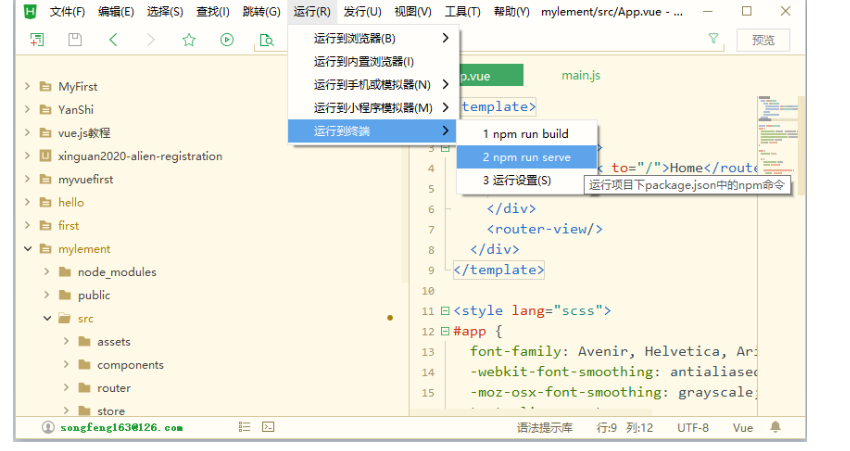 文件(F) 编辑(E) 选择(S) 查找(I) 跳转(G) 运行(R) 发行(U) 视图(V) 工具(T) 帮助(Y) mylement/src/App.vue - ...
预览
运行到浏览器(B)
运行到内置浏览器(I)
运行到手机或模拟器(N)
运行到小程序模拟器(M)
运行到终端
1 npm run build
2 npm run serve
3 运行设置(S)
运行项目下package.json中的npm命令
MyFirst
YanShi
vue.js教程
xinguan2020-alien-registration
myvuefirst
hello
first
mylement
node_modules
public
src
assets
components
router
store
p.vue main.js
template>
3 >
4 to="/">Home</route
5
6 </div>
7 <router-view/>
8 </div>
9 </template>
10
11 <style lang="scss">
12 #app {
13 font-family: Avenir, Helvetica, Ari
14 -webkit-font-smoothing: antialiased
15 -moz-osx-font-smoothing: grayscale;
songfeng163@126.com 语法提示库 行:9 列:12 UTF-8 Vue